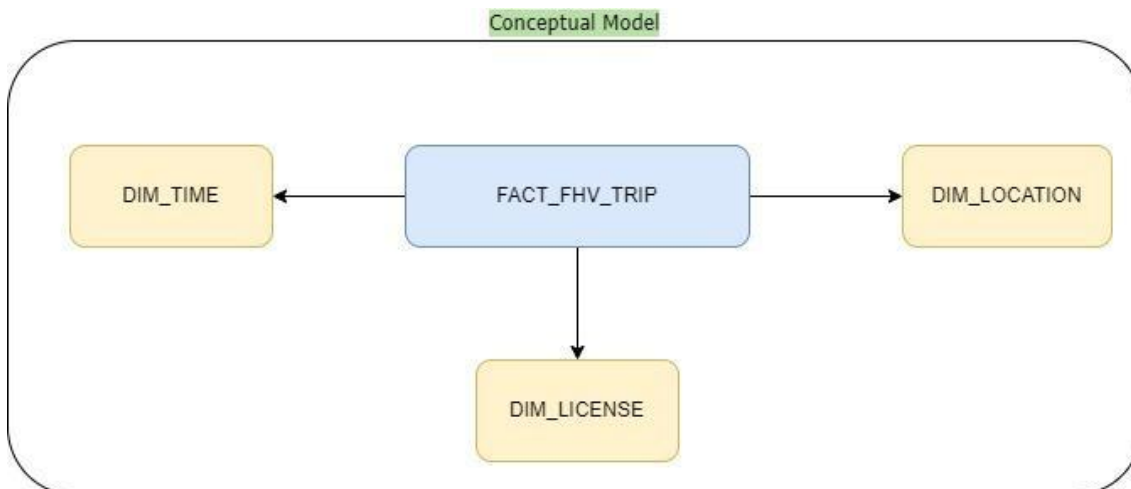 Conceptual Model
DIM_TIME
FACT_FHV_TRIP
DIM_LOCATION
DIM_LICENSE